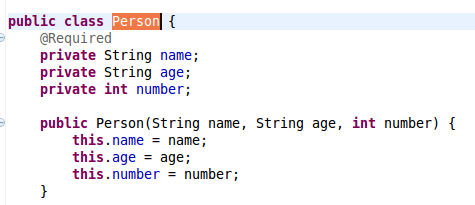 public class Person {
    @Required
    private String name;
    private String age;
    private int number;

    public Person(String name, String age, int number) {
        this.name = name;
        this.age = age;
        this.number = number;
    }